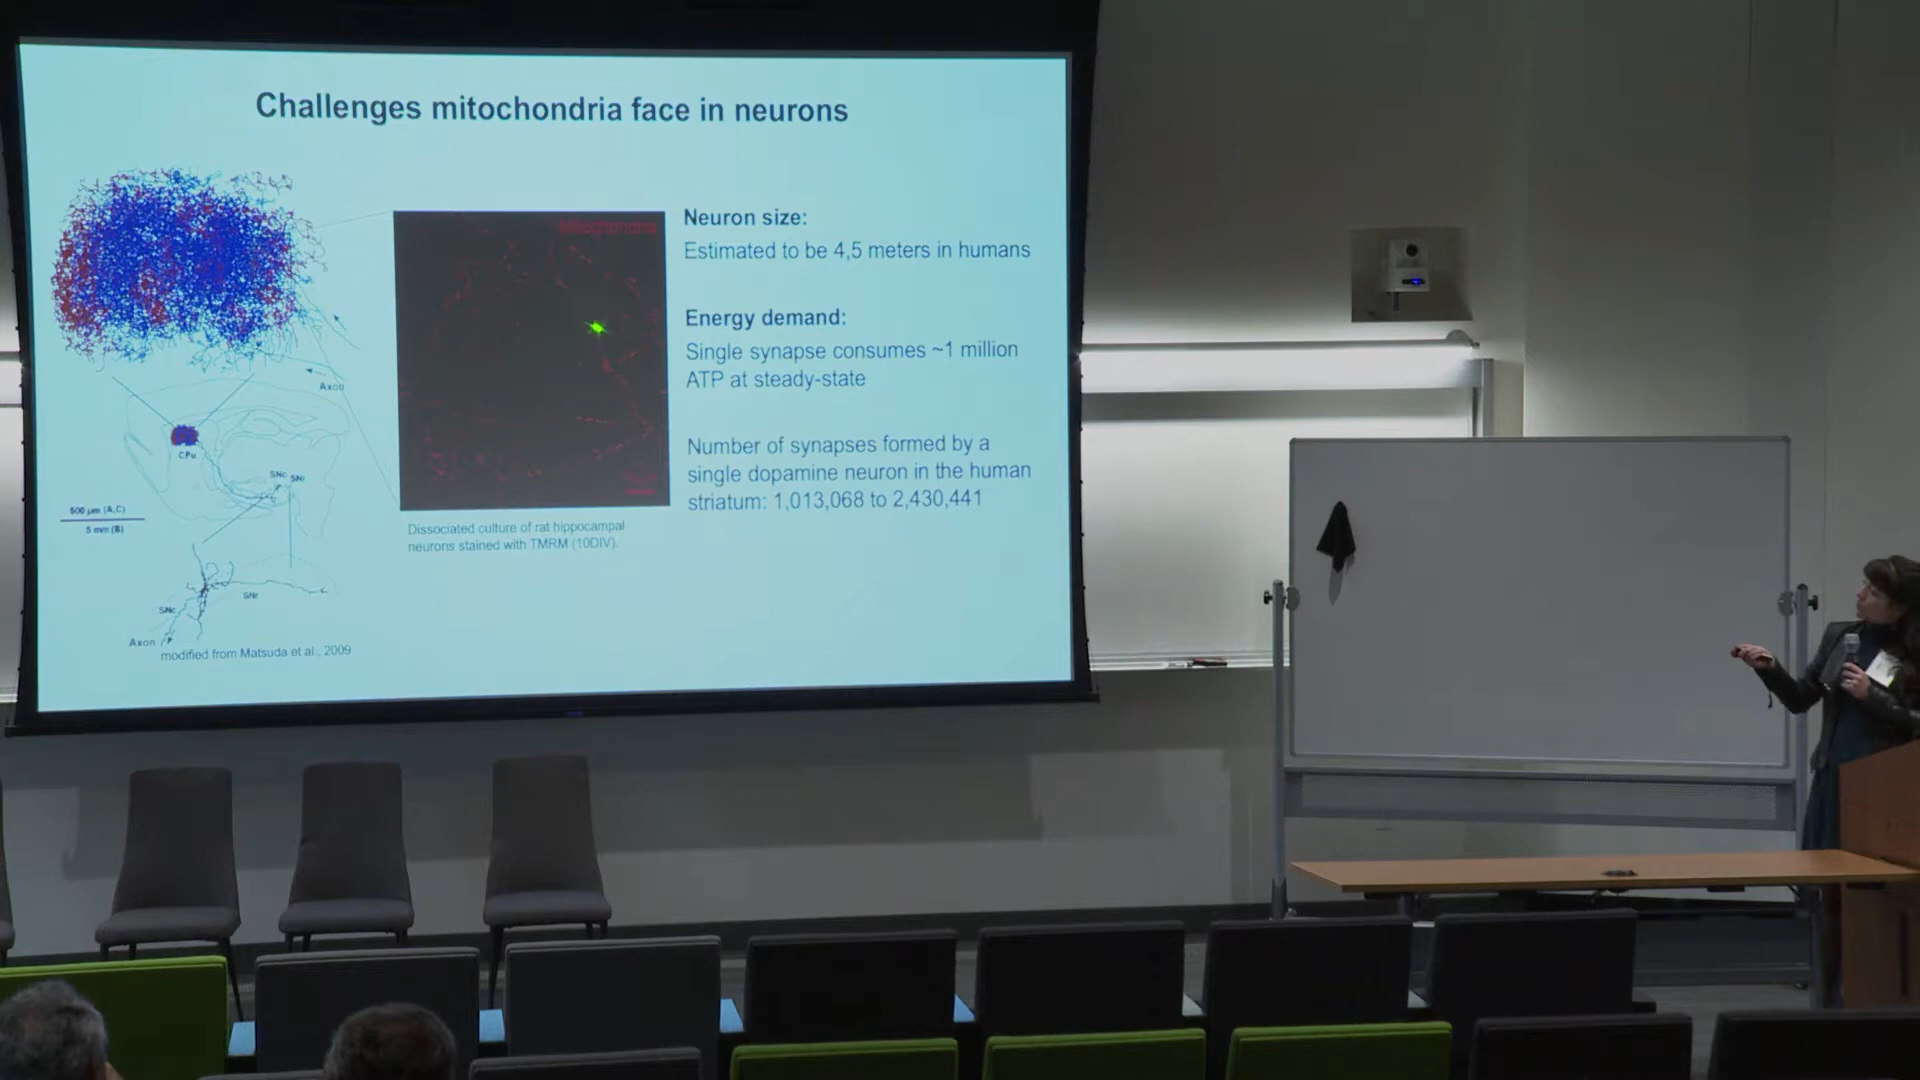 Challenges mitochondria face in neurons
Mitochondria
Neuron size:
Estimated to be 4,5 meters in humans
Energy demand:
Single synapse consumes ~1 million
ATP at steady-state
Number of synapses formed by a
single dopamine neuron in the human
striatum: 1,013,068 to 2,430,441
Axon
CPu
SNc SNr
500 µm (A,C)
5 mm (B)
Dissociated culture of rat hippocampal
neurons stained with TMRM (10DIV).
SNr
SNc
Axon
modified from Matsuda et al., 2009